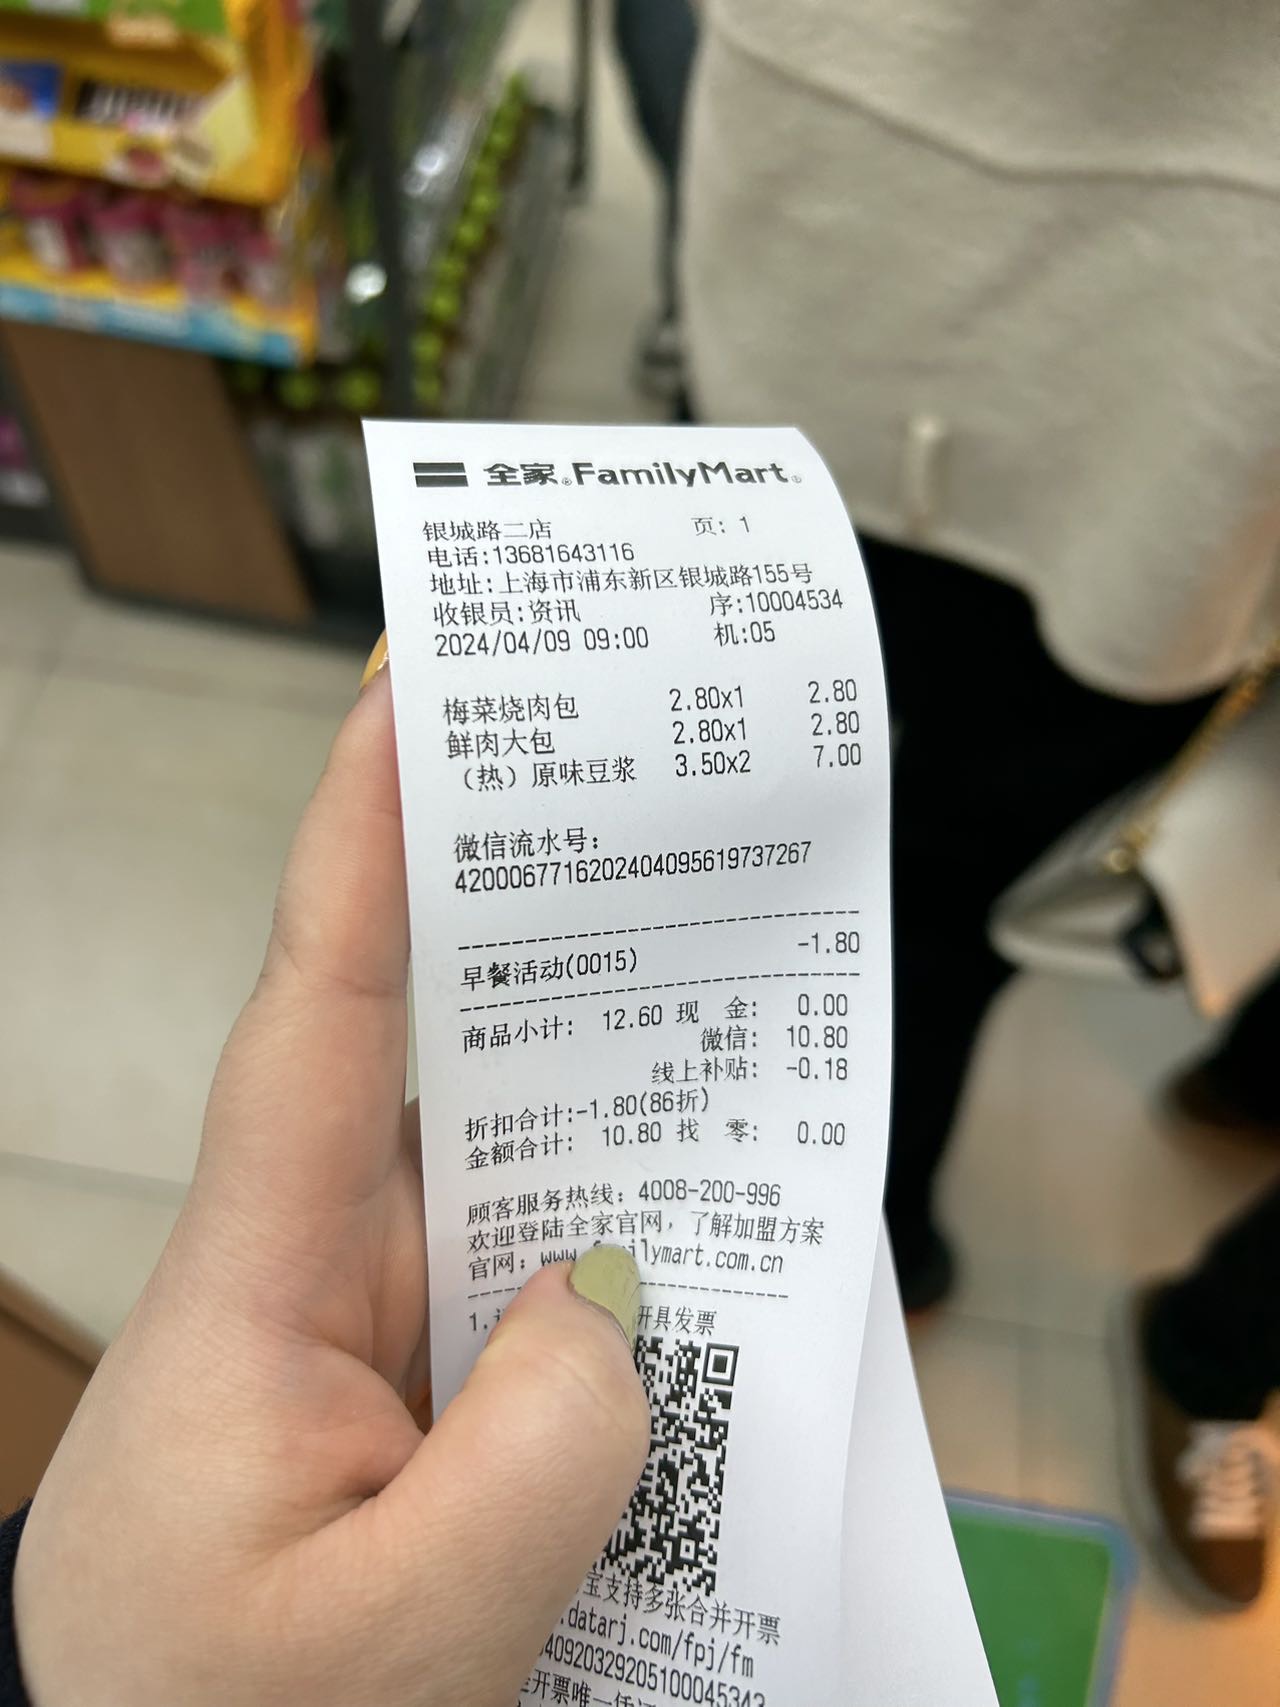 全家®FamilyMart®
银城路二店 页: 1
电话:13681643116
地址:上海市浦东新区银城路155号
收银员:资讯 序:10004534
2024/04/09 09:00 机:05
梅菜烧肉包 2.80x1 2.80
鲜肉大包 2.80x1 2.80
（热）原味豆浆 3.50x2 7.00
微信流水号:
4200067716202404095619737267
早餐活动(0015) -1.80
商品小计: 12.60 现 金: 0.00
微信: 10.80
线上补贴: -0.18
折扣合计:-1.80(86折)
金额合计: 10.80 找 零: 0.00
顾客服务热线: 4008-200-996
欢迎登陆全家官网，了解加盟方案
官网: www.familymart.com.cn
1. 开具发票
宝支持多张合并开票
.datarj.com/fpj/fm
4092032920510004534
开票唯一凭